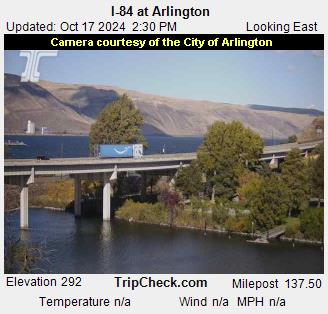 I-84 at Arlington
Updated: Oct 17 2024 2:30 PM Looking East
Camera courtesy of the City of Arlington
Elevation 292 TripCheck.com Milepost 137.50
Temperature n/a Wind n/a MPH n/a